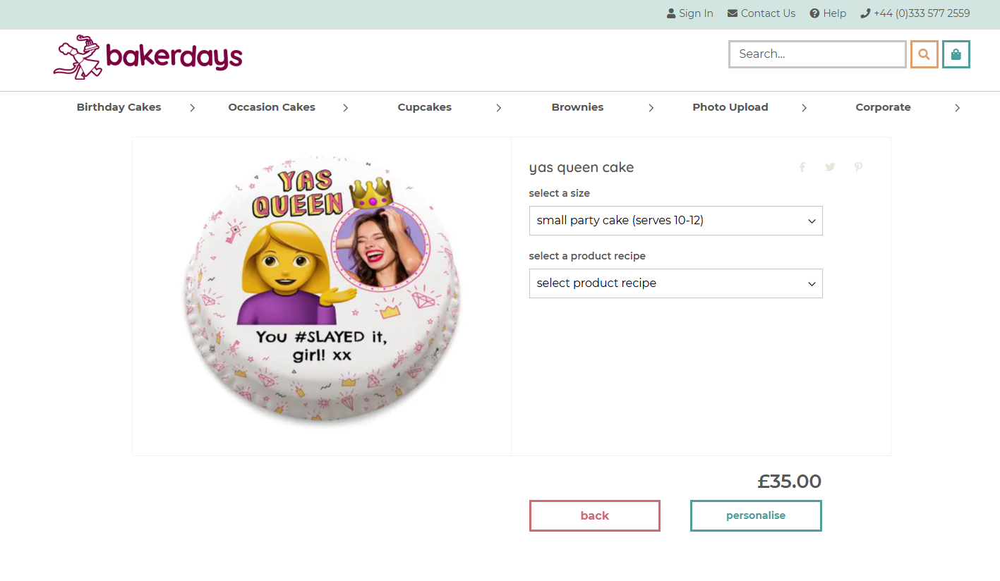 Sign In Contact Us Help +44 (0)333 577 2559
bakerdays
Search...
Birthday Cakes Occasion Cakes Cupcakes Brownies Photo Upload Corporate
YAS
QUEEN
You #SLAYED it,
girl! xx
yas queen cake
select a size
small party cake (serves 10-12)
select a product recipe
select product recipe
£35.00
back personalise